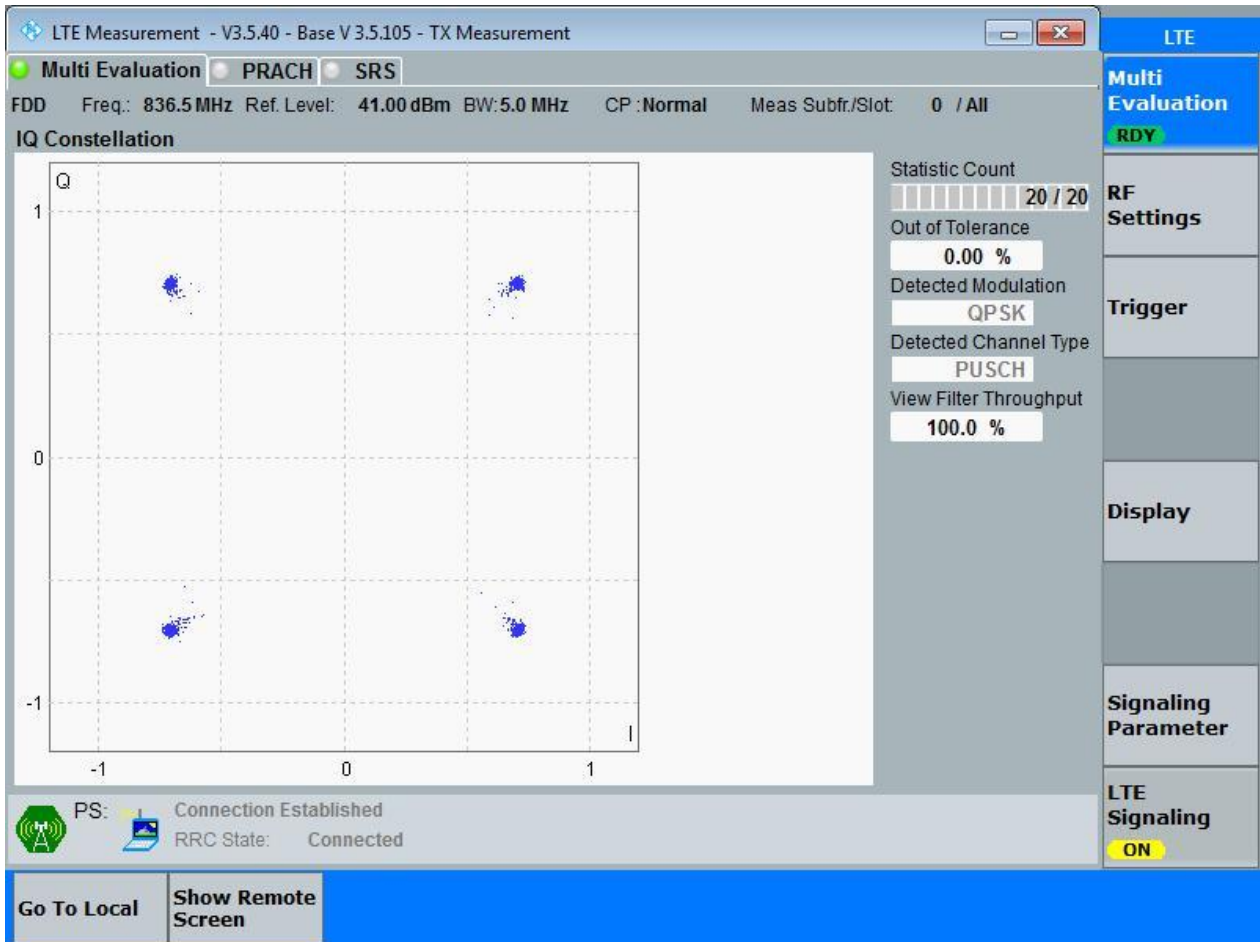 LTE Measurement - V3.5.40 - Base V 3.5.105 - TX Measurement
LTE
Multi Evaluation PRACH SRS
Multi
Evaluation
RDY
FDD Freq.: 836.5 MHz Ref. Level: 41.00 dBm BW: 5.0 MHz CP : Normal Meas Subfr./Slot: 0 / All
IQ Constellation
Q
1
0
-1
I
-1 0 1
Statistic Count
20 / 20
Out of Tolerance
0.00 %
Detected Modulation
QPSK
Detected Channel Type
PUSCH
View Filter Throughput
100.0 %
RF
Settings
Trigger
Display
Signaling
Parameter
LTE
Signaling
ON
PS: Connection Established
RRC State: Connected
Go To Local
Show Remote
Screen